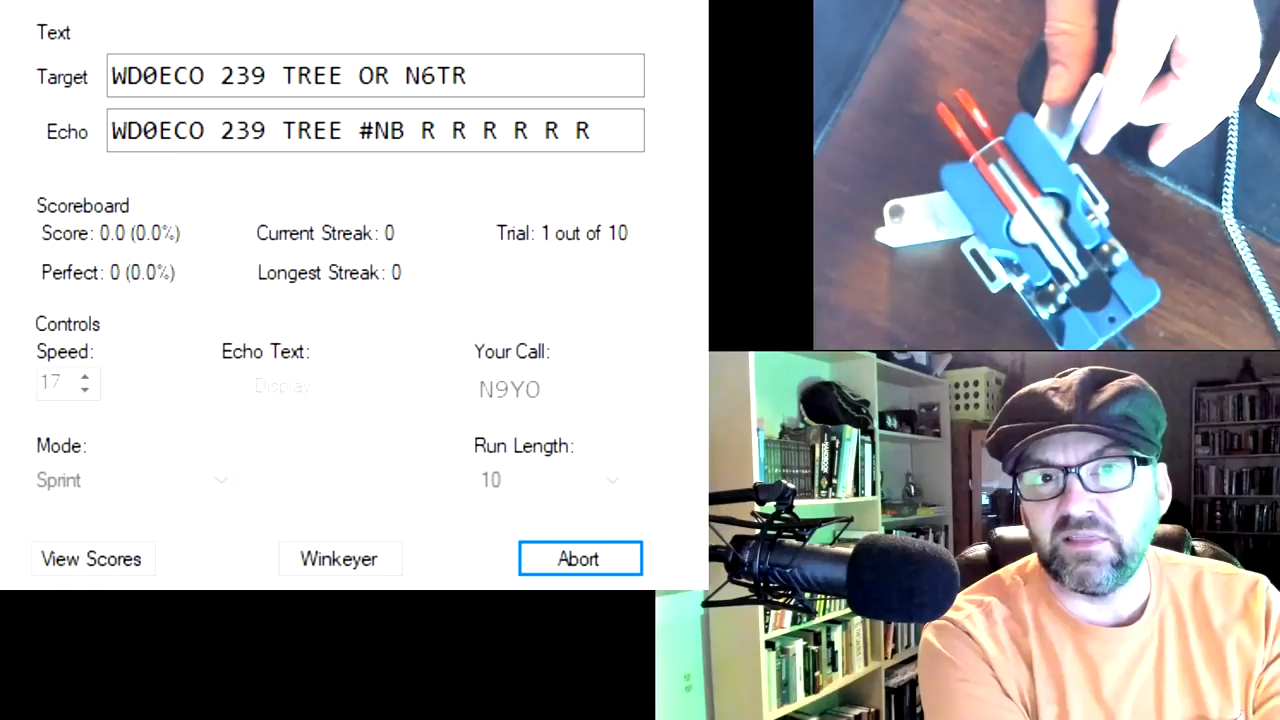 Text
Target WD0ECO 239 TREE OR N6TR
Echo WD0ECO 239 TREE #NB R R R R R R
Scoreboard
Score: 0.0 (0.0%) Current Streak: 0 Trial: 1 out of 10
Perfect: 0 (0.0%) Longest Streak: 0
Controls
Speed: Echo Text: Your Call:
17 Display N9YO
Mode: Run Length:
Sprint 10
View Scores Winkeyer Abort
HANDBOOK